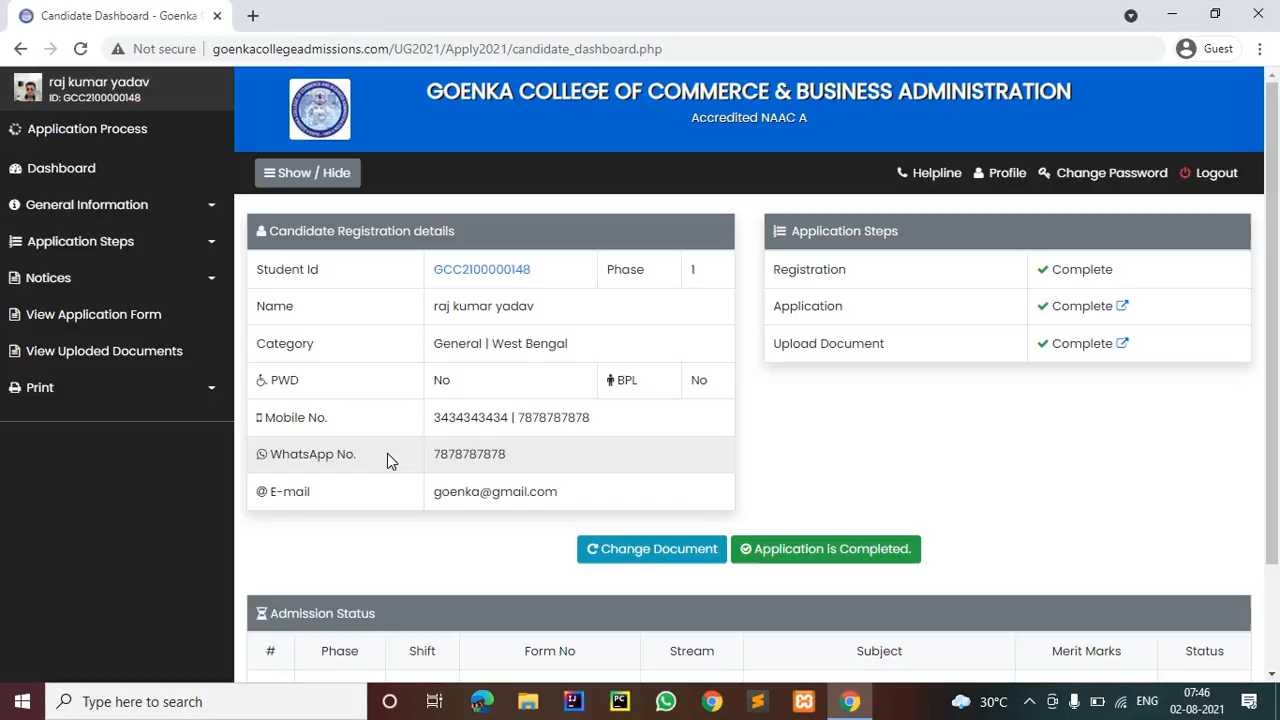 Candidate Dashboard - Goenka C
Not secure goenkacollegeadmissions.com/UG2021/Apply2021/candidate_dashboard.php Guest
raj kumar yadav
ID: GCC2100000148
Application Process
Dashboard
General Information
Application Steps
Notices
View Application Form
View Uploded Documents
Print
GOENKA COLLEGE OF COMMERCE & BUSINESS ADMINISTRATION
Accredited NAAC A
Show / Hide Helpline Profile Change Password Logout
Candidate Registration details
Student Id GCC2100000148 Phase 1
Name raj kumar yadav
Category General | West Bengal
PWD No BPL No
Mobile No. 3434343434 | 7878787878
WhatsApp No. 7878787878
@ E-mail goenka@gmail.com
Application Steps
Registration Complete
Application Complete
Upload Document Complete
Change Document Application is Completed.
Admission Status
# Phase Shift Form No Stream Subject Merit Marks Status
Type here to search 30°C ENG 07:46
02-08-2021